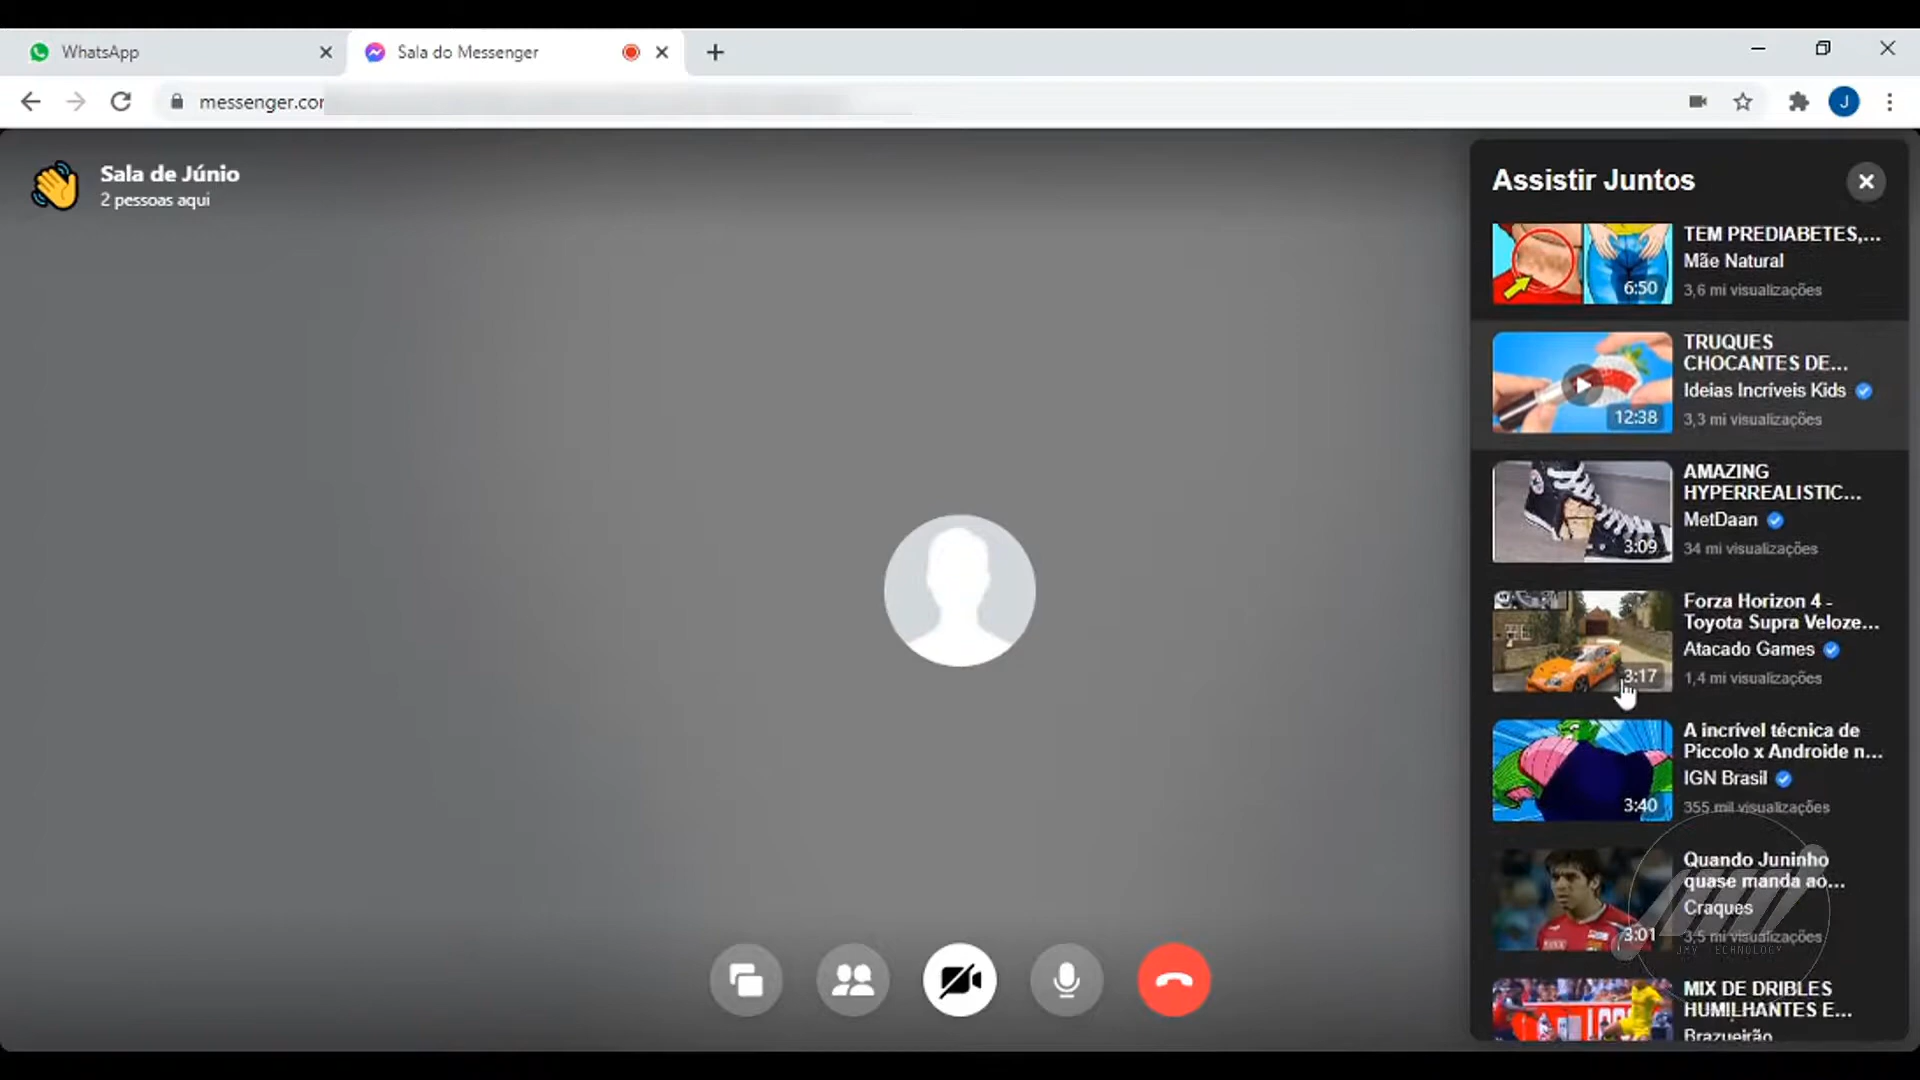 WhatsApp
Sala do Messenger
messenger.cor
J
Sala de Júnio
2 pessoas aqui
Assistir Juntos
TEM PREDIABETES,...
Mãe Natural
3,6 mi visualizações
6:50
TRUQUES
CHOCANTES DE...
Ideias Incríveis Kids
3,3 mi visualizações
12:38
AMAZING
HYPERREALISTIC...
MetDaan
34 mi visualizações
3:09
Forza Horizon 4 -
Toyota Supra Veloze...
Atacado Games
1,4 mi visualizações
3:17
A incrível técnica de
Piccolo x Androide n...
IGN Brasil
355 mil visualizações
3:40
Quando Juninho
quase manda ao...
Craques
3,5 mi visualizações
3:01
MIX DE DRIBLES
HUMILHANTES E...
Brazueirão